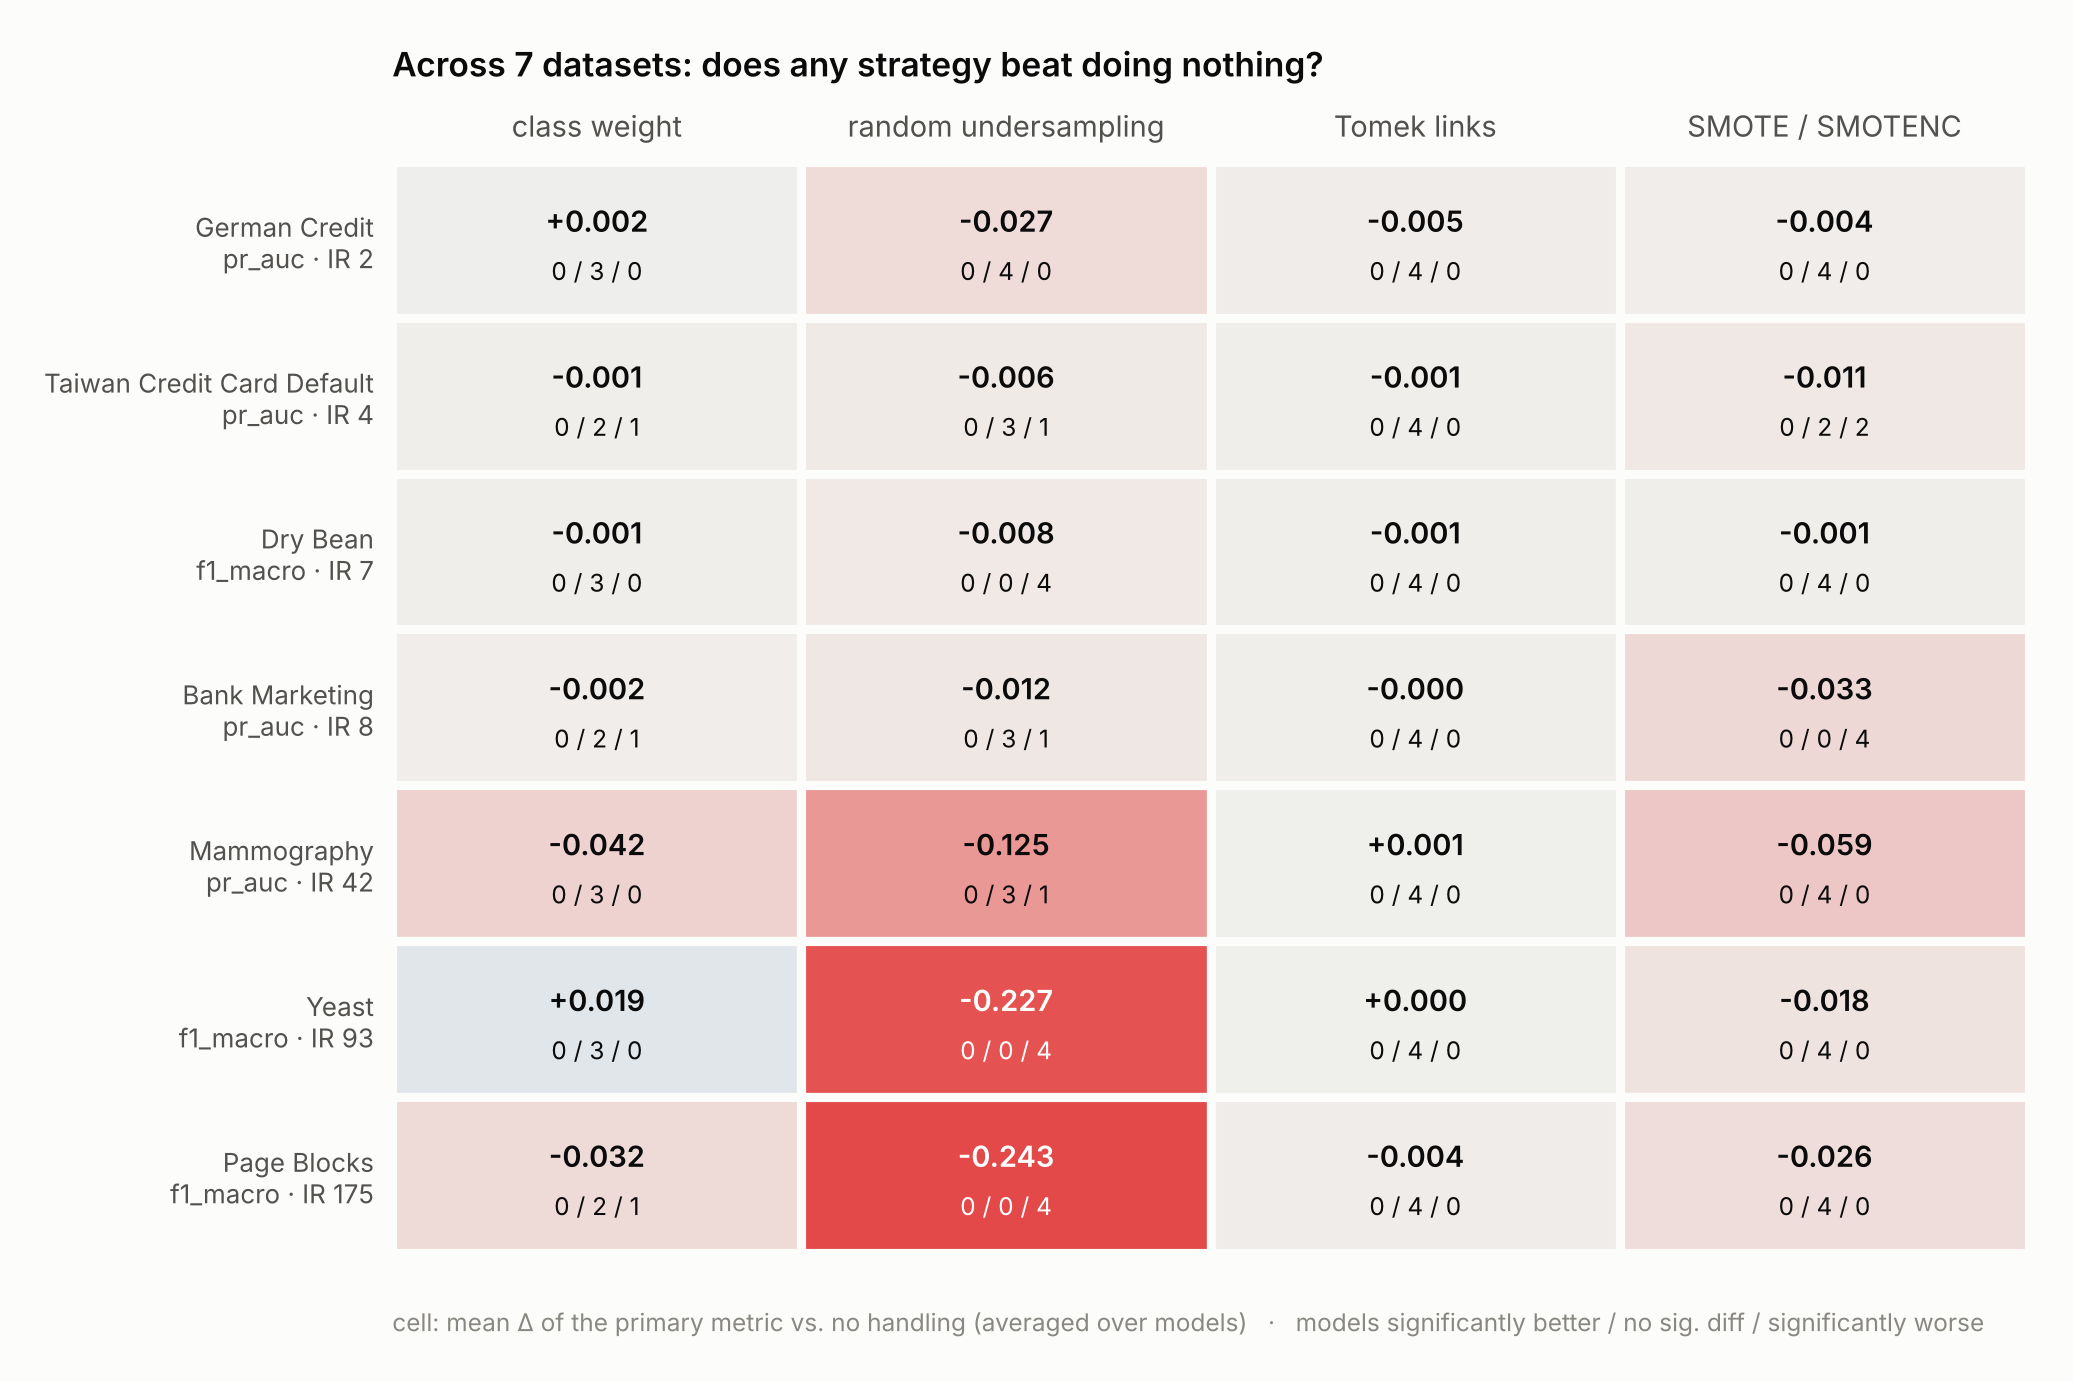 Across 7 datasets: does any strategy beat doing nothing?
class weight random undersampling Tomek links SMOTE / SMOTENC
German Credit
pr_auc · IR 2
+0.002 -0.027 -0.005 -0.004
0 / 3 / 0 0 / 4 / 0 0 / 4 / 0 0 / 4 / 0
Taiwan Credit Card Default
pr_auc · IR 4
-0.001 -0.006 -0.001 -0.011
0 / 2 / 1 0 / 3 / 1 0 / 4 / 0 0 / 2 / 2
Dry Bean
f1_macro · IR 7
-0.001 -0.008 -0.001 -0.001
0 / 3 / 0 0 / 0 / 4 0 / 4 / 0 0 / 4 / 0
Bank Marketing
pr_auc · IR 8
-0.002 -0.012 -0.000 -0.033
0 / 2 / 1 0 / 3 / 1 0 / 4 / 0 0 / 0 / 4
Mammography
pr_auc · IR 42
-0.042 -0.125 +0.001 -0.059
0 / 3 / 0 0 / 3 / 1 0 / 4 / 0 0 / 4 / 0
Yeast
f1_macro · IR 93
+0.019 -0.227 +0.000 -0.018
0 / 3 / 0 0 / 0 / 4 0 / 4 / 0 0 / 4 / 0
Page Blocks
f1_macro · IR 175
-0.032 -0.243 -0.004 -0.026
0 / 2 / 1 0 / 0 / 4 0 / 4 / 0 0 / 4 / 0
cell: mean Δ of the primary metric vs. no handling (averaged over models) · models significantly better / no sig. diff / significantly worse